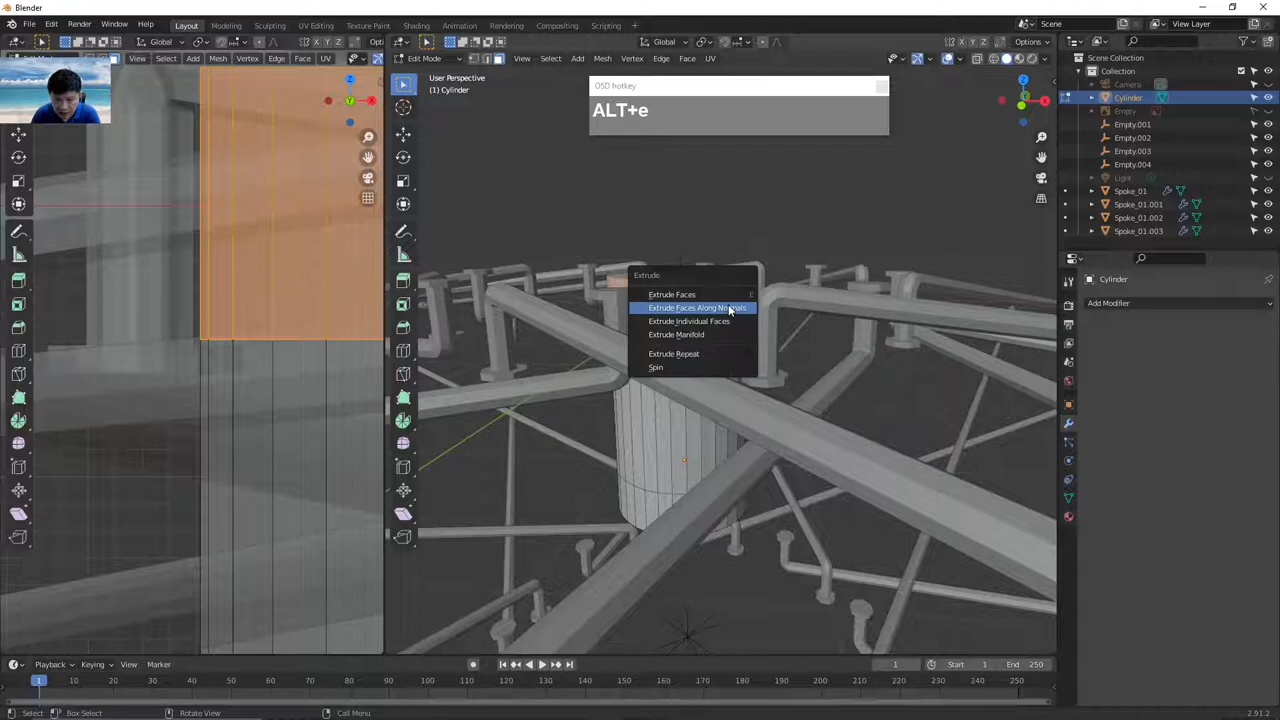 Blender
File Edit Render Window Help
Layout Modeling Sculpting UV Editing Texture Paint Shading Animation Rendering Compositing Scripting
Scene
View Layer
Global
X Y Z
Opti
Global
X Y Z
Options
View Select Add Mesh Vertex Edge Face UV
Edit Mode
View Select Add Mesh Vertex Edge Face UV
User Perspective
(1) Cylinder
OSD hotkey
ALT+e
Extrude
Extrude Faces E
Extrude Faces Along Normals
Extrude Individual Faces
Extrude Manifold
Extrude Repeat
Spin
Scene Collection
Collection
Camera
Cylinder
Empty
Empty.001
Empty.002
Empty.003
Empty.004
Light
Spoke_01
Spoke_01.001
Spoke_01.002
Spoke_01.003
Cylinder
Add Modifier
Playback Keying View Marker
1
Start 1
End 250
1 10 20 30 40 50 60 70 80 90 100 110 120 130 140 150 160 170 180 190 200 210 220 230 240 250
Select
Box Select
Rotate View
Call Menu
2.91.2